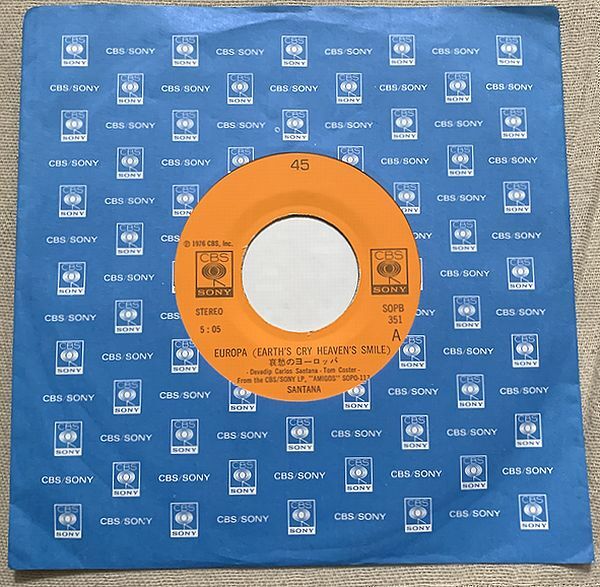 45
℗ 1976 CBS, Inc.
CBS
SONY
CBS
SONY
STEREO
5:05
SOPB
351
A
EUROPA (EARTH'S CRY HEAVEN'S SMILE)
哀愁のヨーロッパ
- Devadip Carlos Santana - Tom Coster -
From the CBS/SONY LP, "AMIGOS" SOPO-117
SANTANA
CBS/SONY
CBS
SONY